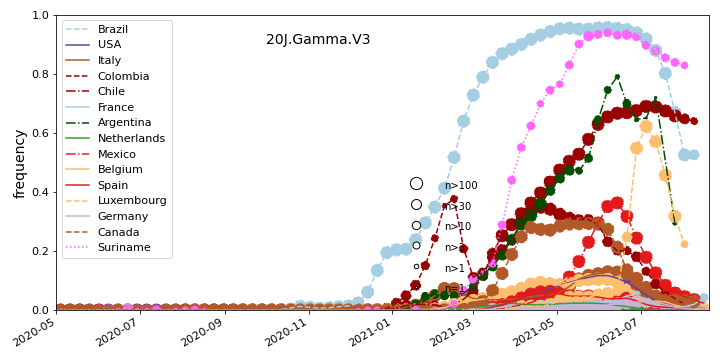 20J.Gamma.V3
frequency
1.0
0.8
0.6
0.4
0.2
0.0
Brazil
USA
Italy
Colombia
Chile
France
Argentina
Netherlands
Mexico
Belgium
Spain
Luxembourg
Germany
Canada
Suriname
n>100
n>30
n>10
n>1
2020-05
2020-07
2020-09
2020-11
2021-01
2021-03
2021-05
2021-07